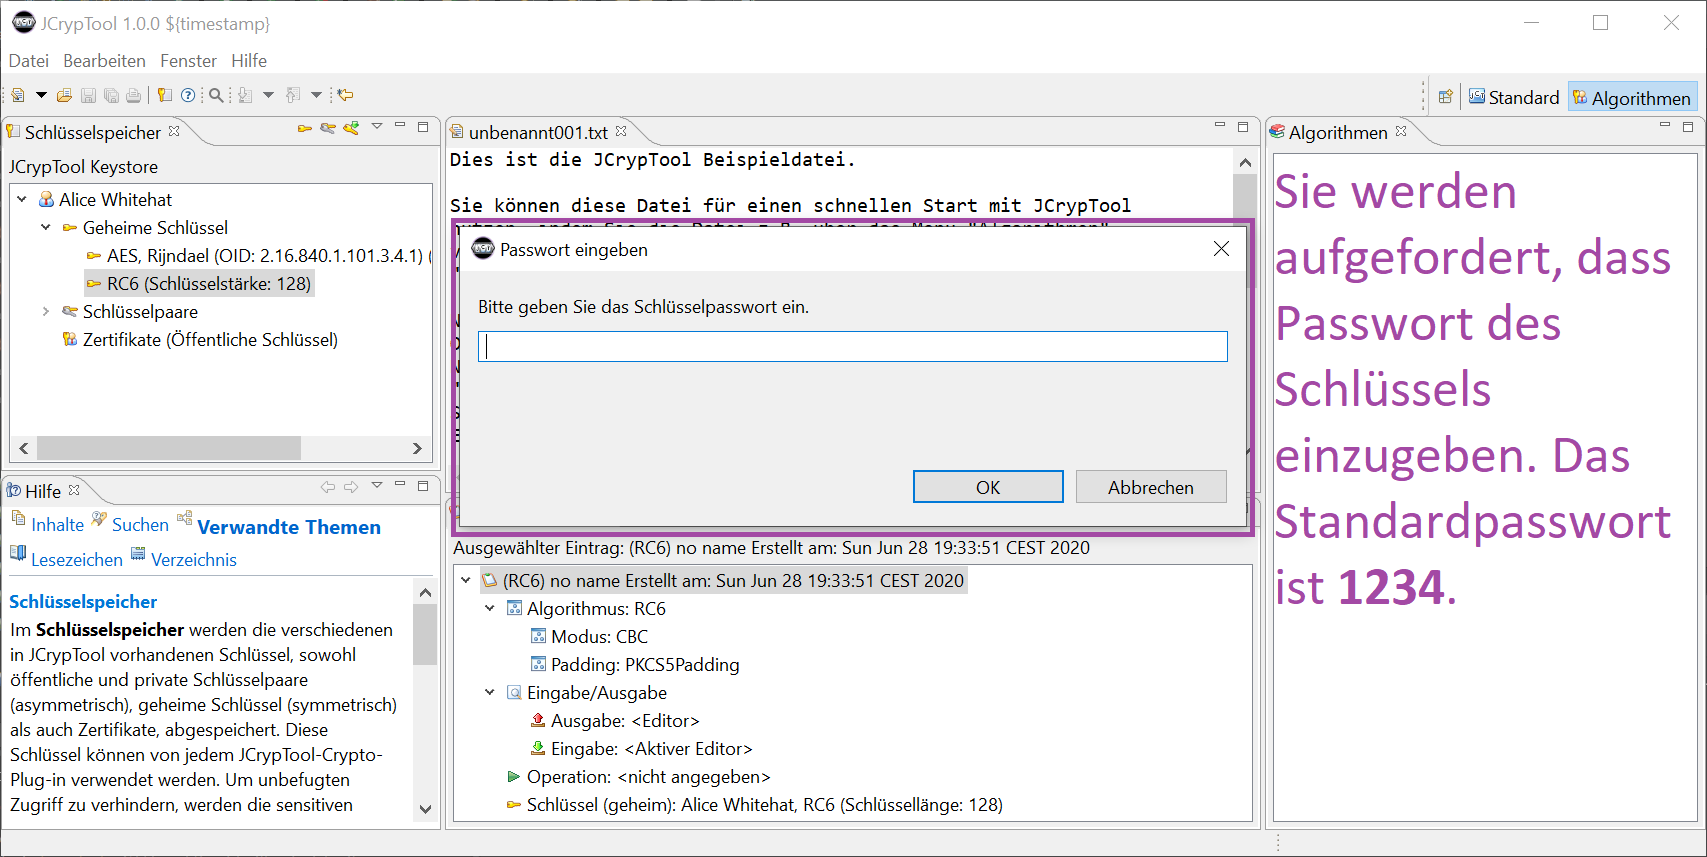 JCrypTool 1.0.0 ${timestamp}
Datei Bearbeiten Fenster Hilfe
Standard Algorithmen
Schlüsselspeicher
JCrypTool Keystore
Alice Whitehat
Geheime Schlüssel
AES, Rijndael (OID: 2.16.840.1.101.3.4.1) (
RC6 (Schlüsselstärke: 128)
Schlüsselpaare
Zertifikate (Öffentliche Schlüssel)
Hilfe
Inhalte Suchen Verwandte Themen
Lesezeichen Verzeichnis
Schlüsselspeicher
Im Schlüsselspeicher werden die verschiedenen
in JCrypTool vorhandenen Schlüssel, sowohl
öffentliche und private Schlüsselpaare
(asymmetrisch), geheime Schlüssel (symmetrisch)
als auch Zertifikate, abgespeichert. Diese
Schlüssel können von jedem JCrypTool-Crypto-
Plug-in verwendet werden. Um unbefugten
Zugriff zu verhindern, werden die sensitiven
unbenannt001.txt
Dies ist die JCrypTool Beispieldatei.
Sie können diese Datei für einen schnellen Start mit JCrypTool
Passwort eingeben
Bitte geben Sie das Schlüsselpasswort ein.
OK Abbrechen
Ausgewählter Eintrag: (RC6) no name Erstellt am: Sun Jun 28 19:33:51 CEST 2020
(RC6) no name Erstellt am: Sun Jun 28 19:33:51 CEST 2020
Algorithmus: RC6
Modus: CBC
Padding: PKCS5Padding
Eingabe/Ausgabe
Ausgabe: <Editor>
Eingabe: <Aktiver Editor>
Operation: <nicht angegeben>
Schlüssel (geheim): Alice Whitehat, RC6 (Schlüssellänge: 128)
Algorithmen
Sie werden
aufgefordert, dass
Passwort des
Schlüssels
einzugeben. Das
Standardpasswort
ist 1234.